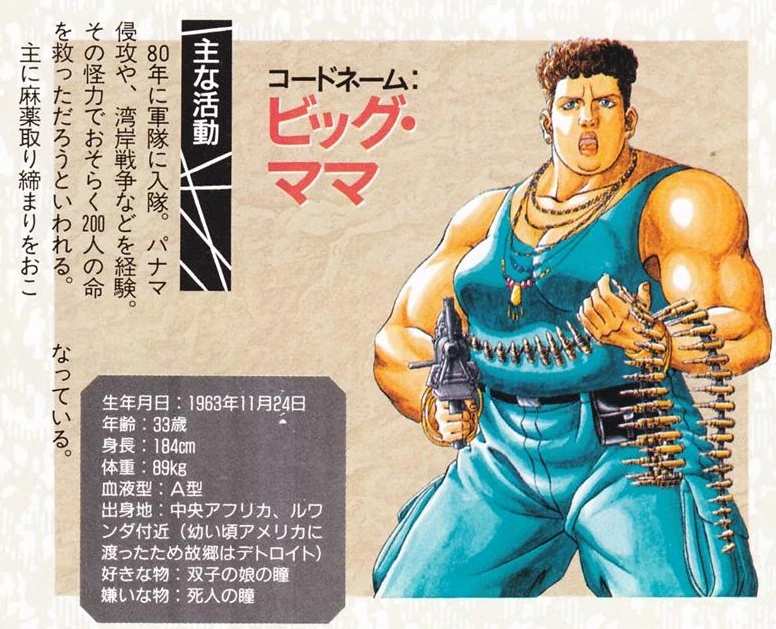 コードネーム:
ビッグ・
ママ
主な活動
80年に軍隊に入隊。パナマ
侵攻や、湾岸戦争などを経験。
その怪力でおそらく200人の命
を救っただろうといわれる。
主に麻薬取り締まりをおこ
なっている。
生年月日:1963年11月24日
年齢:33歳
身長:184cm
体重:89kg
血液型:A型
出身地:中央アフリカ、ルワ
ンダ付近(幼い頃アメリカに
渡ったため故郷はデトロイト)
好きな物:双子の娘の瞳
嫌いな物:死人の瞳